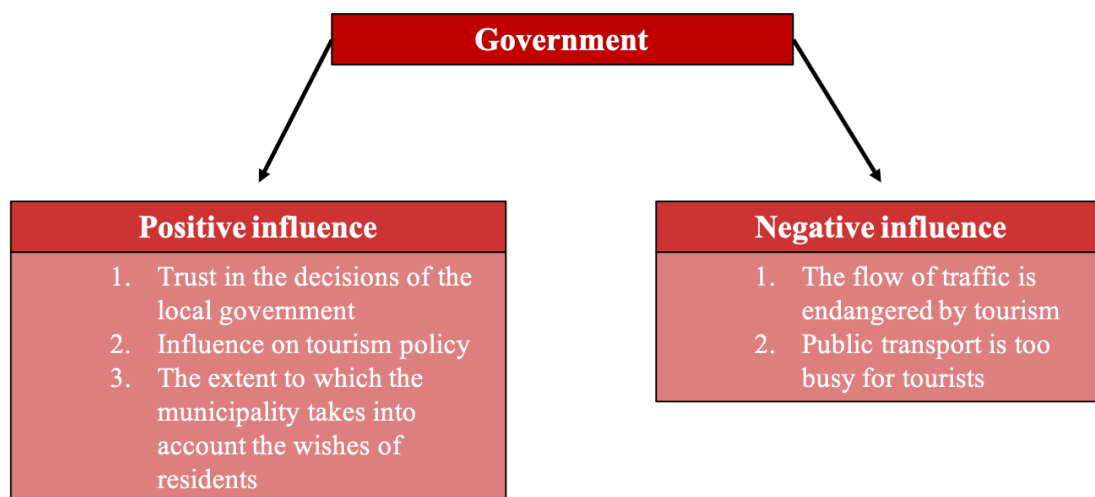 Government
Positive influence
1. Trust in the decisions of the
local government
2. Influence on tourism policy
3. The extent to which the
municipality takes into
account the wishes of
residents
Negative influence
1. The flow of traffic is
endangered by tourism
2. Public transport is too
busy for tourists